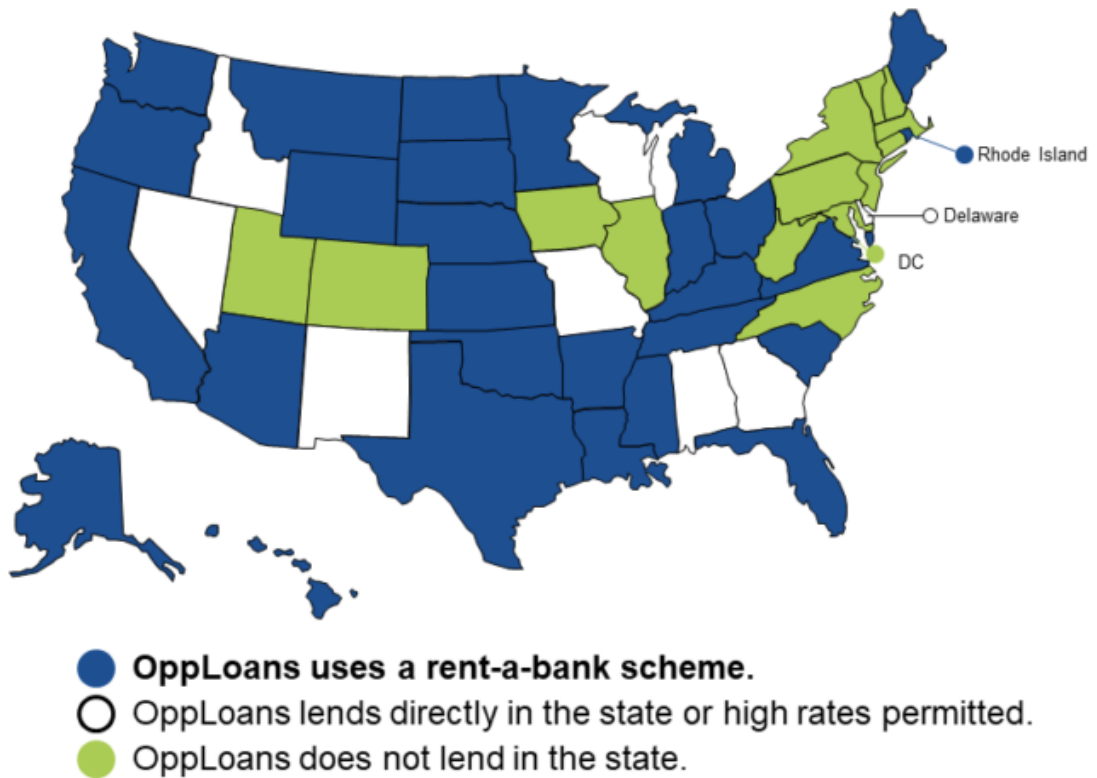 Rhode Island
Delaware
DC
OppLoans uses a rent-a-bank scheme.
OppLoans lends directly in the state or high rates permitted.
OppLoans does not lend in the state.